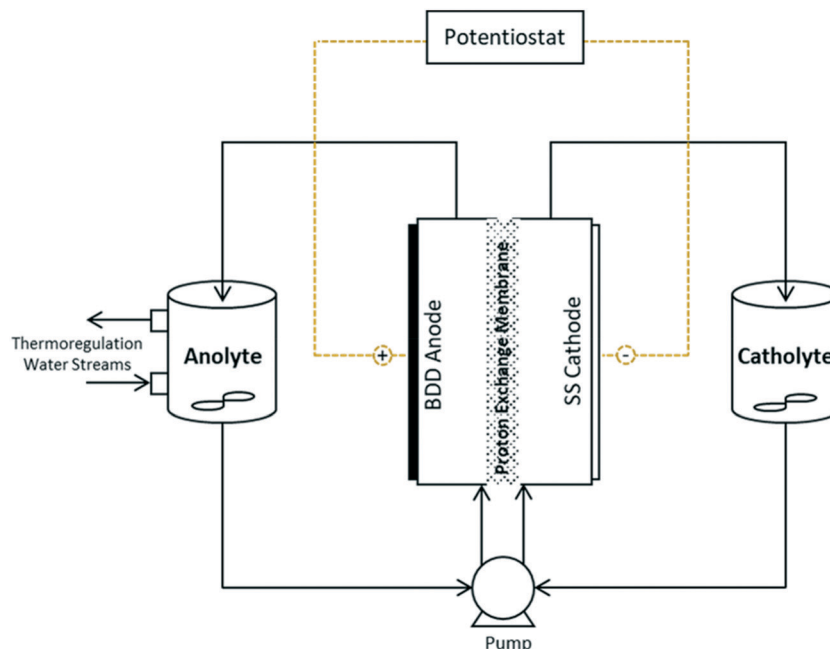 Potentiostat
Thermoregulation
Water Streams
Anolyte
+
BDD Anode
Proton Exchange Membrane
SS Cathode
-
Catholyte
Pump